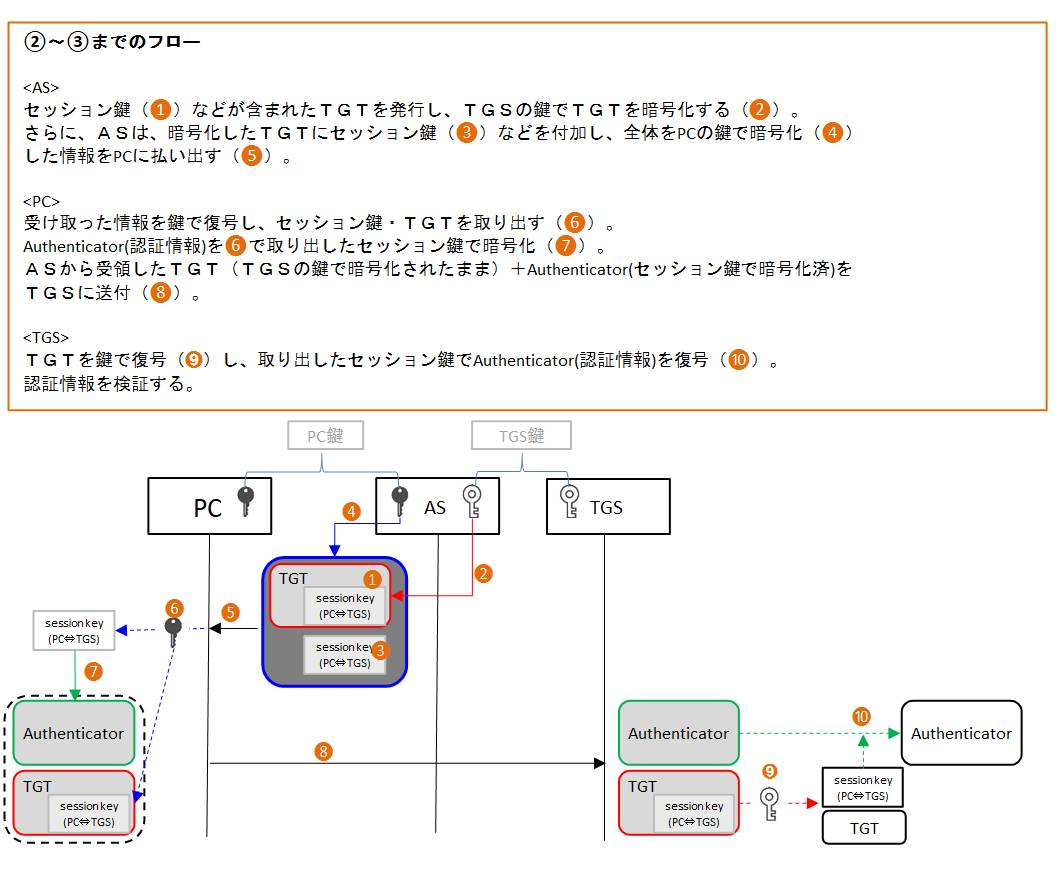 ②～③までのフロー
<AS>
セッション鍵（1）などが含まれたＴＧＴを発行し、ＴＧＳの鍵でＴＧＴを暗号化する（2）。
さらに、ＡＳは、暗号化したＴＧＴにセッション鍵（3）などを付加し、全体をPCの鍵で暗号化（4）
した情報をPCに払い出す（5）。
<PC>
受け取った情報を鍵で復号し、セッション鍵・ＴＧＴを取り出す（6）。
Authenticator(認証情報)を6で取り出したセッション鍵で暗号化（7）。
ＡＳから受領したＴＧＴ（ＴＧＳの鍵で暗号化されたまま）＋Authenticator(セッション鍵で暗号化済)を
ＴＧＳに送付（8）。
<TGS>
ＴＧＴを鍵で復号（9）し、取り出したセッション鍵でAuthenticator(認証情報)を復号（10）。
認証情報を検証する。
PC鍵
TGS鍵
PC
AS
TGS
4
2
TGT
1
session key
(PC⇔TGS)
session key
3
(PC⇔TGS)
5
6
session key
(PC⇔TGS)
7
Authenticator
TGT
session key
(PC⇔TGS)
8
Authenticator
10
Authenticator
TGT
session key
(PC⇔TGS)
9
session key
(PC⇔TGS)
TGT